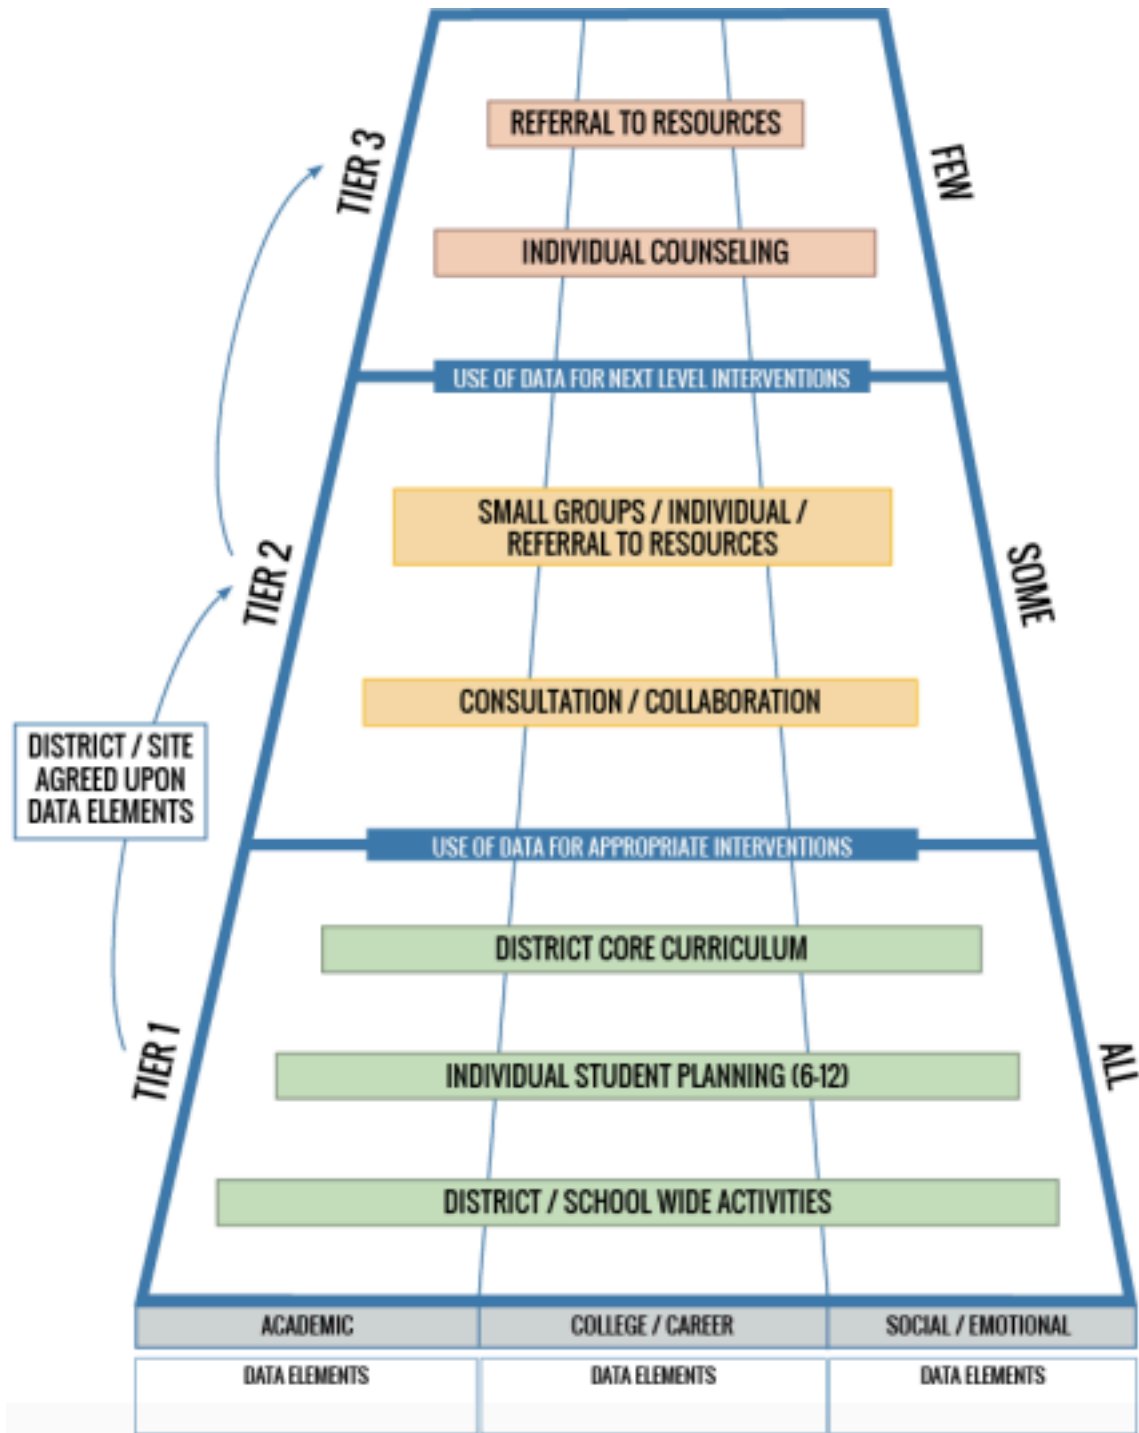 REFERRAL TO RESOURCES
TIER 3
FEW
INDIVIDUAL COUNSELING
USE OF DATA FOR NEXT LEVEL INTERVENTIONS
SMALL GROUPS / INDIVIDUAL /
REFERRAL TO RESOURCES
TIER 2
SOME
CONSULTATION / COLLABORATION
DISTRICT / SITE
AGREED UPON
DATA ELEMENTS
USE OF DATA FOR APPROPRIATE INTERVENTIONS
DISTRICT CORE CURRICULUM
TIER 1
ALL
INDIVIDUAL STUDENT PLANNING (6-12)
DISTRICT / SCHOOL WIDE ACTIVITIES
ACADEMIC
COLLEGE / CAREER
SOCIAL / EMOTIONAL
DATA ELEMENTS
DATA ELEMENTS
DATA ELEMENTS